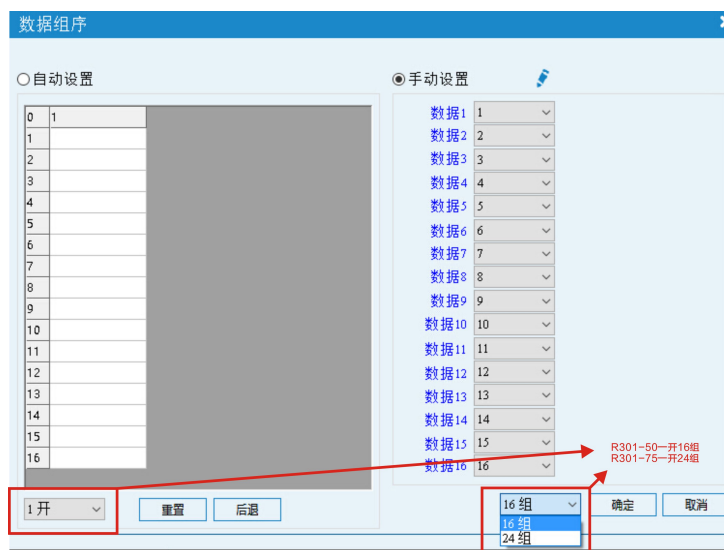 数据组序
自动设置
手动设置
0 1
1
2
3
4
5
6
7
8
9
10
11
12
13
14
15
16
数据1 1
数据2 2
数据3 3
数据4 4
数据5 5
数据6 6
数据7 7
数据8 8
数据9 9
数据10 10
数据11 11
数据12 12
数据13 13
数据14 14
数据15 15
数据16 16
R301-50一开16组
R301-75一开24组
1开
重置
后退
16 组
16 组
24 组
确定
取消